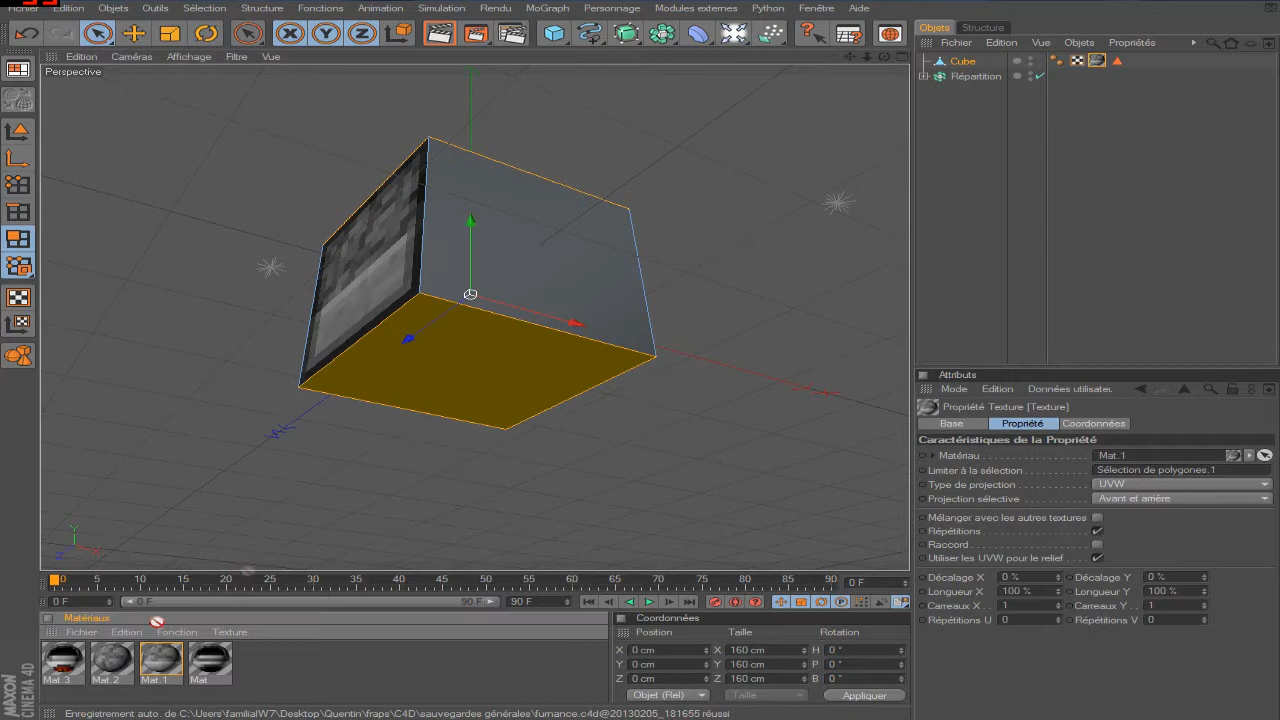 Fichier Edition Objets Sélection Structure Fonctions Animation Simulation Rendu MoGraph Personnage Modules externes Python Fenêtre Aide
X Y Z
Edition Caméras Affichage Filtre Vue
Perspective
Y
X
Z
0 5 10 15 20 25 30 35 40 45 50 55 60 65 70 75 80 85 90 0 F
0 F 0 F 90 F 90 F
Matériaux
Fichier Edition Fonction Texture
Mat.3 Mat.2 Mat.1 Mat
Coordonnées
Position Taille Rotation
X 0 cm X 160 cm H 0 °
Y 0 cm Y 160 cm P 0 °
Z 0 cm Z 160 cm B 0 °
Objet (Rel) Taille Appliquer
MAXON
CINEMA 4D
Enregistrement auto. de C:\Users\familialW7\Desktop\Quentin\fraps\C4D\sauvegardes générales\furnance.c4d@20130205_181655 réussi
Objets Structure
Fichier Edition Vue Objets Propriétés
Cube
Répartition
Attributs
Mode Edition Données utilisateu
Propriété Texture [Texture]
Base Propriété Coordonnées
Caractéristiques de la Propriété
Matériau Mat.1
Limiter à la sélection Sélection de polygones.1
Type de projection UVW
Projection sélective Avant et arrière
Mélanger avec les autres textures
Répétitions
Raccord
Utiliser les UVW pour le relief
Décalage X 0 % Décalage Y 0 %
Longueur X 100 % Longueur Y 100 %
Carreaux X 1 Carreaux Y 1
Répétitions U 0 Répétitions V 0